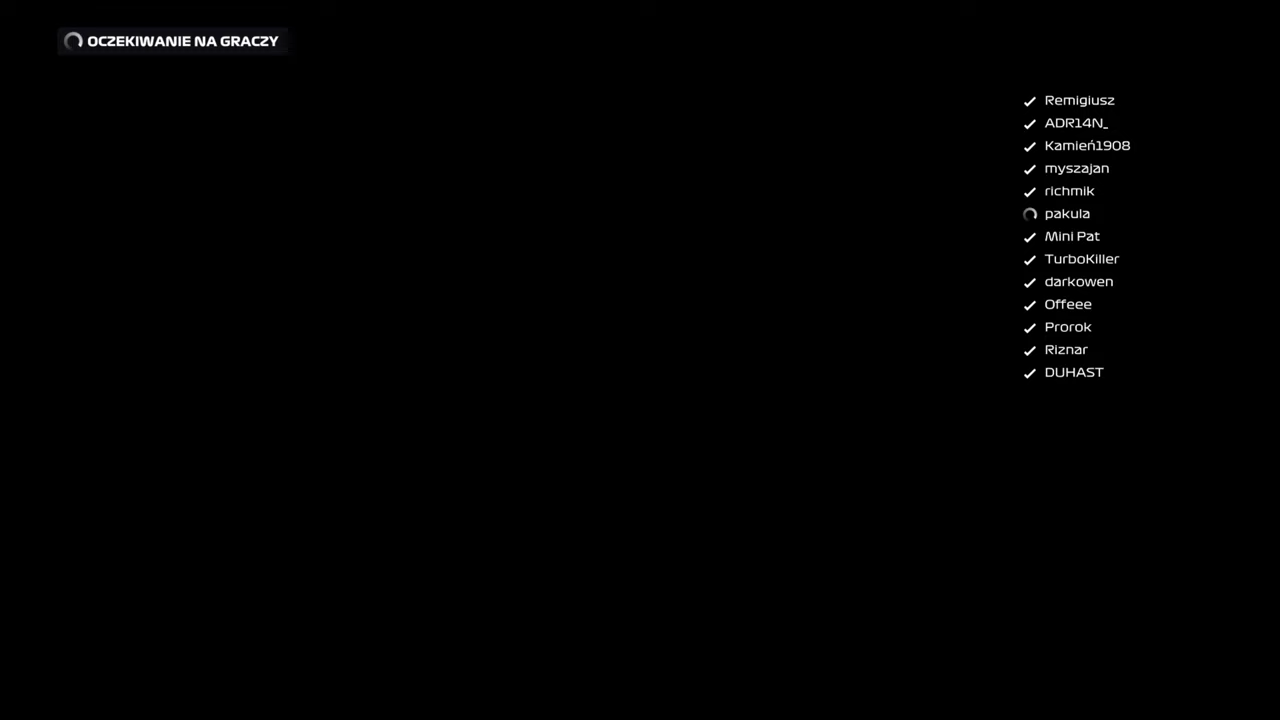 OCZEKIWANIE NA GRACZY
Remigiusz
ADR14N_
Kamień1908
myszajan
richmik
pakula
Mini Pat
TurboKiller
darkowen
Offeee
Prorok
Riznar
DUHAST